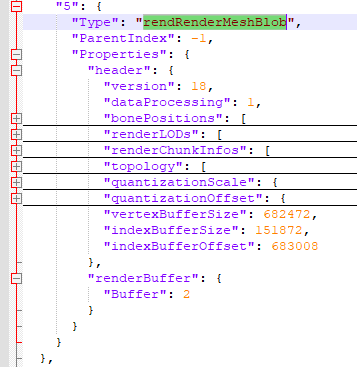 "5": {
"Type": "rendRenderMeshBlob",
"ParentIndex": -1,
"Properties": {
"header": {
"version": 18,
"dataProcessing": 1,
"bonePositions": [
"renderLODs": [
"renderChunkInfos": [
"topology": [
"quantizationScale": {
"quantizationOffset": {
"vertexBufferSize": 682472,
"indexBufferSize": 151872,
"indexBufferOffset": 683008
},
"renderBuffer": {
"Buffer": 2
}
}
}
},